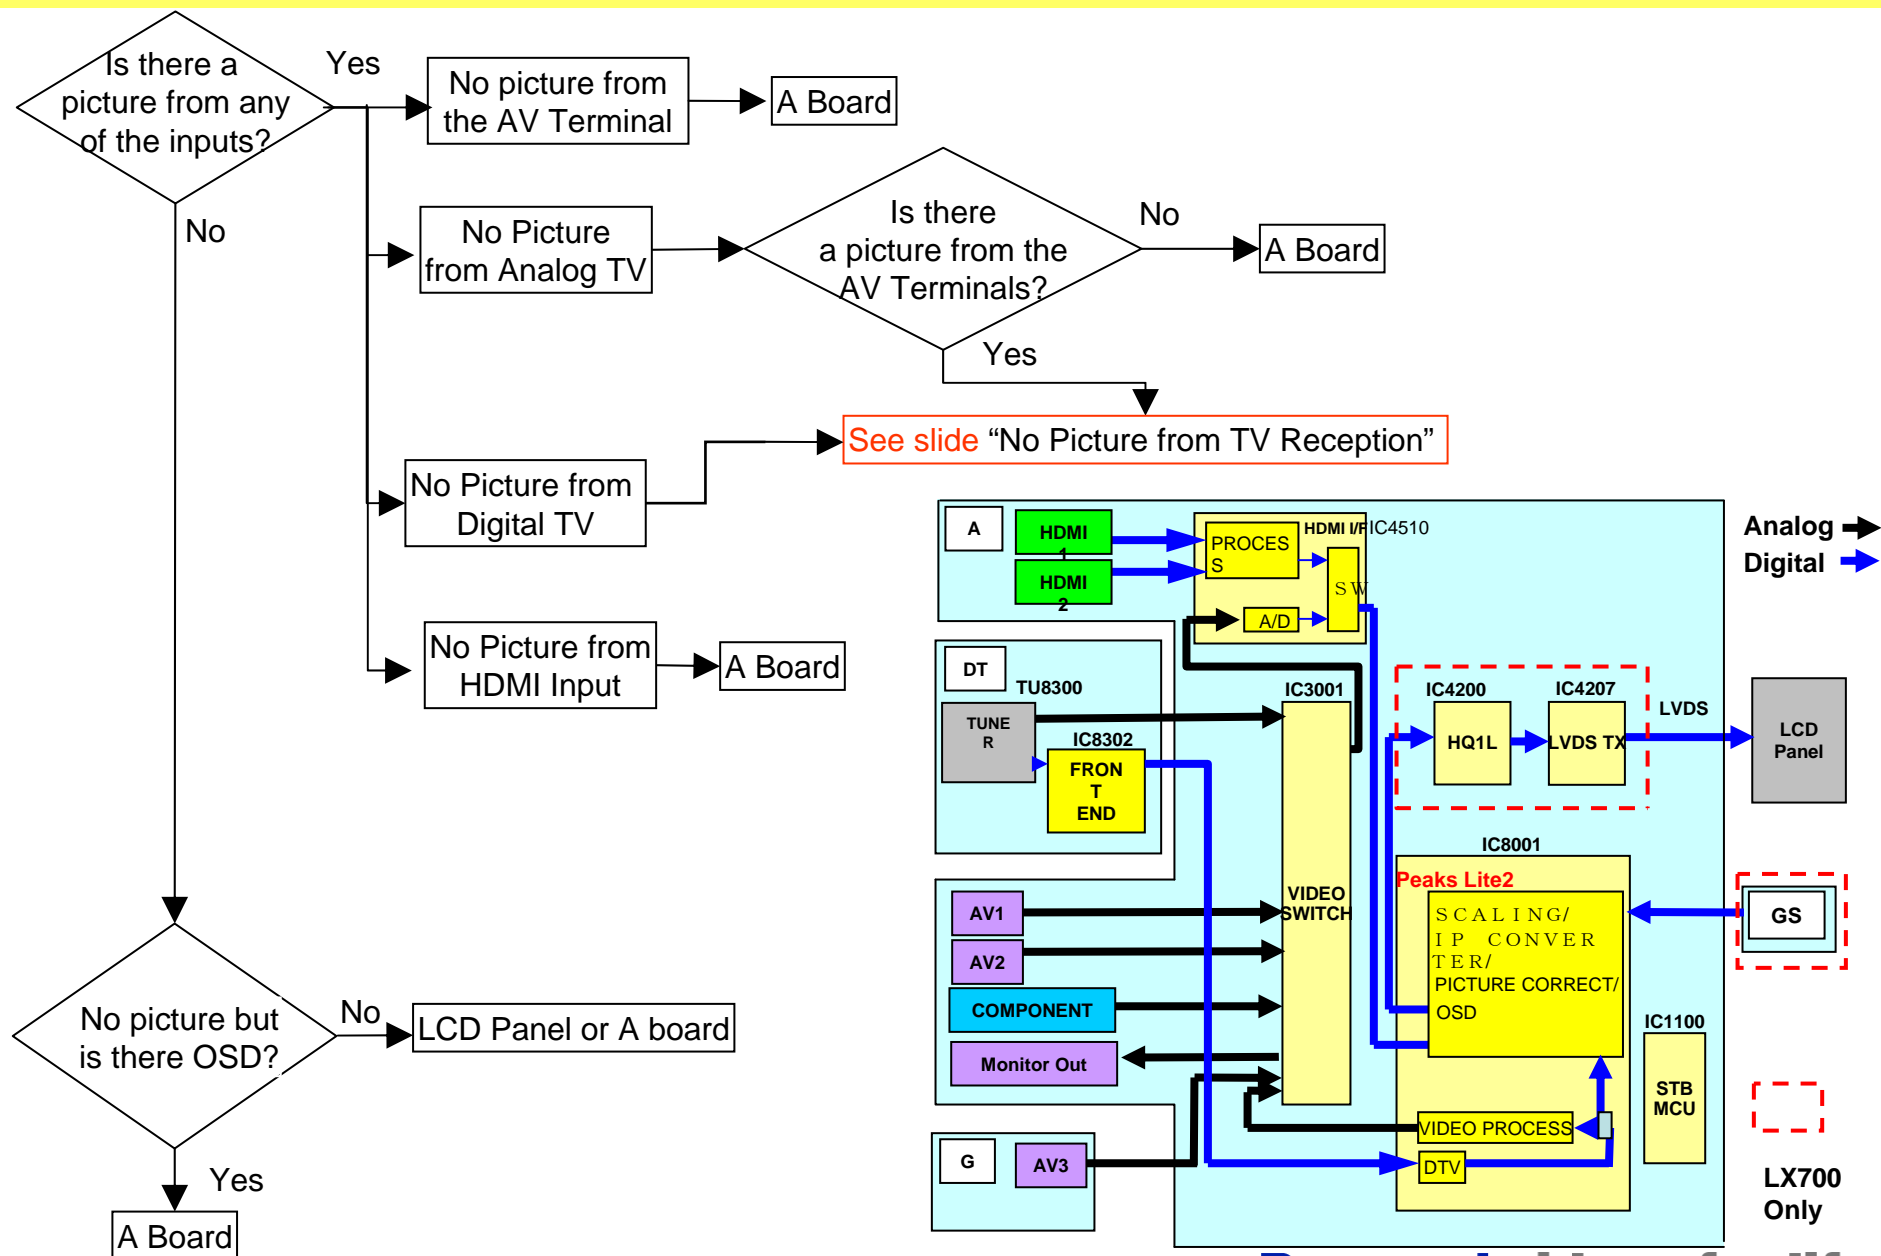 Is there a
picture from any
of the inputs?
Yes
No picture from
the AV Terminal
A Board
No
No Picture
from Analog TV
Is there
a picture from the
AV Terminals?
No
A Board
Yes
See slide “No Picture from TV Reception”
No Picture from
Digital TV
No Picture from
HDMI Input
A Board
No picture but
is there OSD?
No
LCD Panel or A board
Yes
A Board
A
HDMI
1
HDMI
2
PROCES
S
HDMI I/F IC4510
SW
A/D
Analog
Digital
DT
TU8300
TUNE
R
IC8302
FRON
T
END
IC3001
VIDEO
SWITCH
IC4200
HQ1L
IC4207
LVDS TX
LVDS
LCD
Panel
IC8001
Peaks Lite2
SCALING/
IP CONVER
TER/
PICTURE CORRECT/
OSD
GS
AV1
AV2
COMPONENT
Monitor Out
IC1100
STB
MCU
VIDEO PROCESS
DTV
G
AV3
LX700
Only